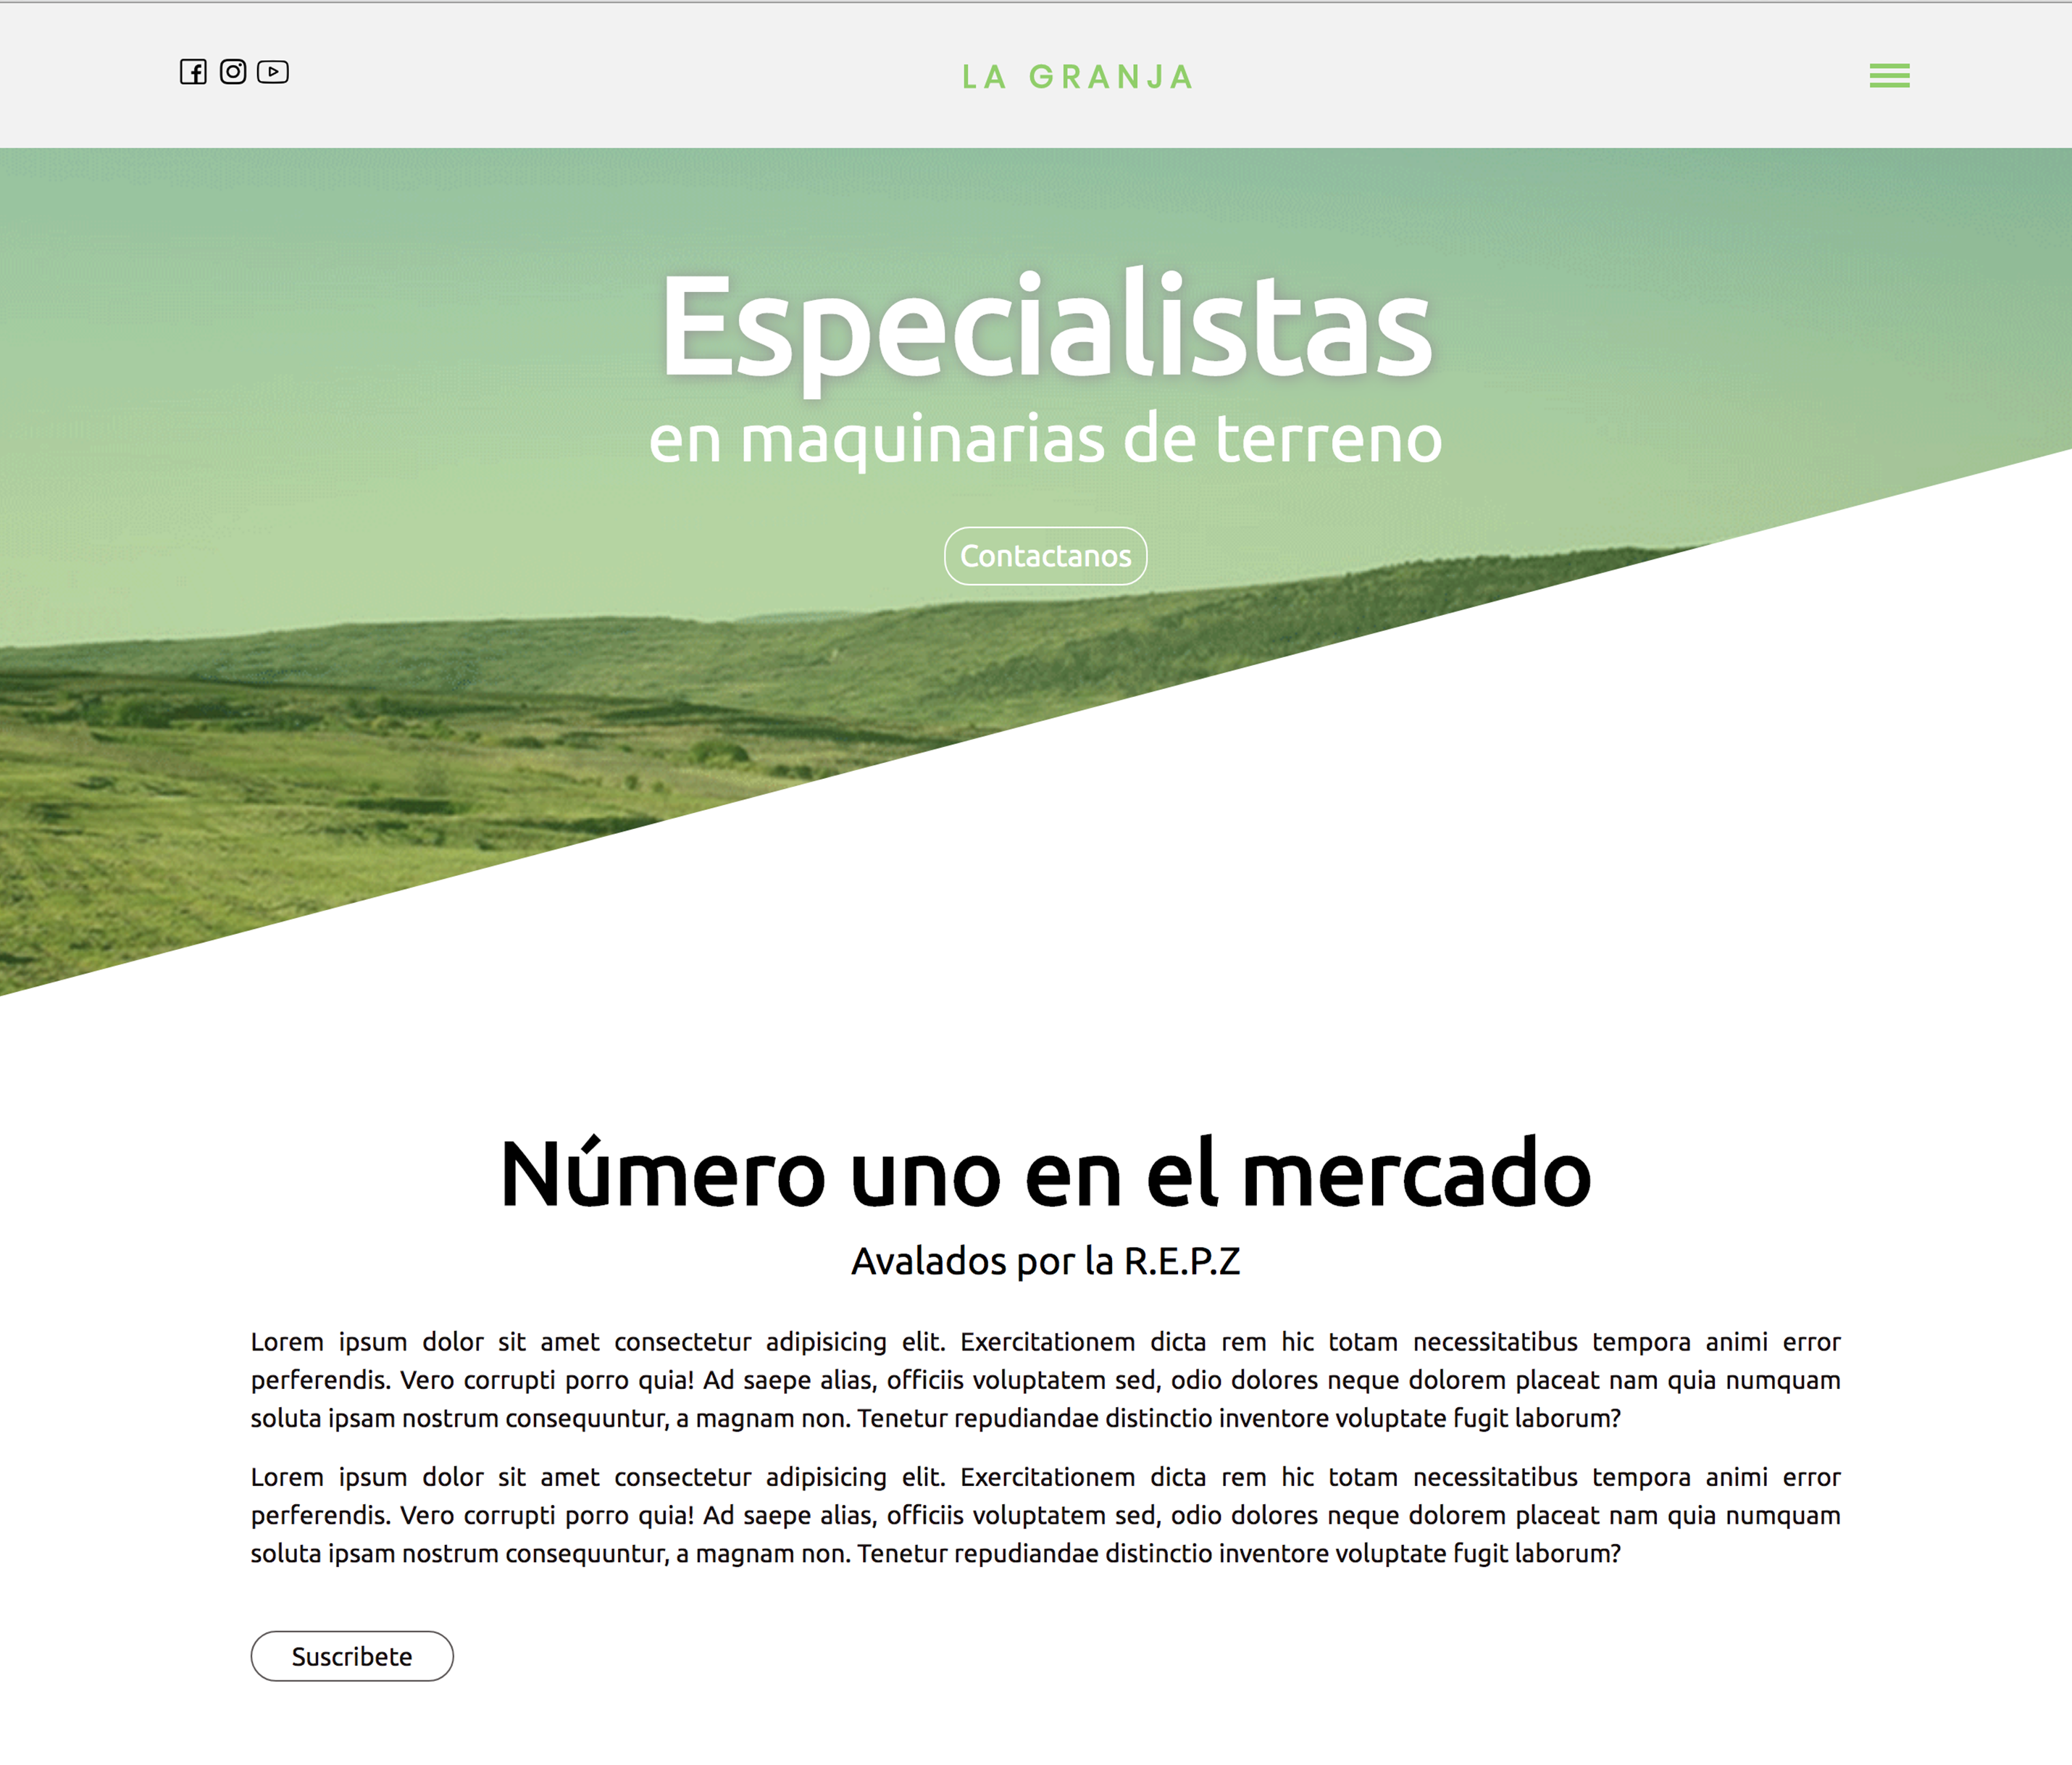 LA GRANJA
Especialistas
en maquinarias de terreno
Contactanos
Número uno en el mercado
Avalados por la R.E.P.Z
Lorem ipsum dolor sit amet consectetur adipisicing elit. Exercitationem dicta rem hic totam necessitatibus tempora animi error
perferendis. Vero corrupti porro quia! Ad saepe alias, officiis voluptatem sed, odio dolores neque dolorem placeat nam quia numquam
soluta ipsam nostrum consequuntur, a magnam non. Tenetur repudiandae distinctio inventore voluptate fugit laborum?
Lorem ipsum dolor sit amet consectetur adipisicing elit. Exercitationem dicta rem hic totam necessitatibus tempora animi error
perferendis. Vero corrupti porro quia! Ad saepe alias, officiis voluptatem sed, odio dolores neque dolorem placeat nam quia numquam
soluta ipsam nostrum consequuntur, a magnam non. Tenetur repudiandae distinctio inventore voluptate fugit laborum?
Suscribete